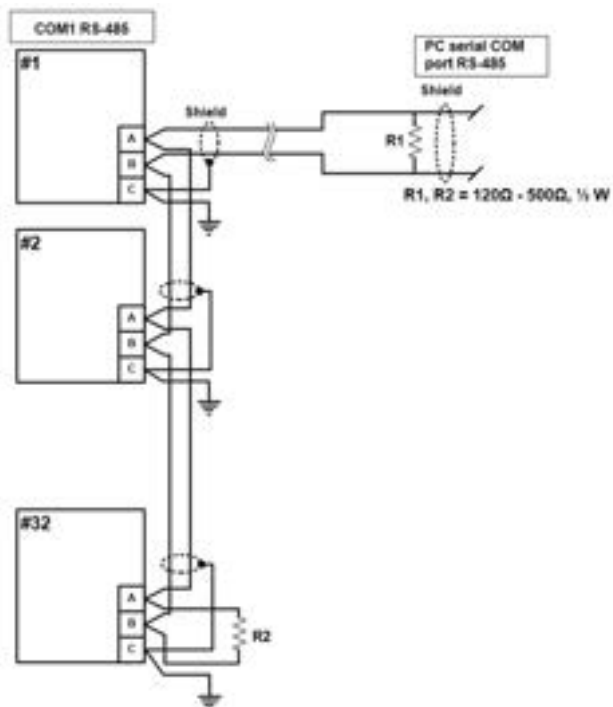 COM1 RS-485
PC serial COM
port RS-485
#1
Shield
Shield
A
B
C
R1
R1, R2 = 120Ω - 500Ω, ½ W
#2
A
B
C
#32
A
B
C
R2